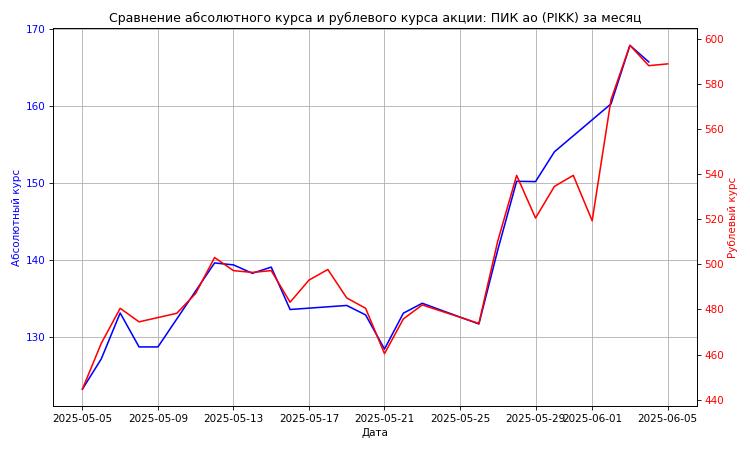 Сравнение абсолютного курса и рублевого курса акции: ПИК ао (PIKK) за месяц
170
160
150
140
130
Абсолютный курс
600
580
560
540
520
500
480
460
440
Рублевый курс
2025-05-05 2025-05-09 2025-05-13 2025-05-17 2025-05-21 2025-05-25 2025-05-29 2025-06-01 2025-06-05
Дата